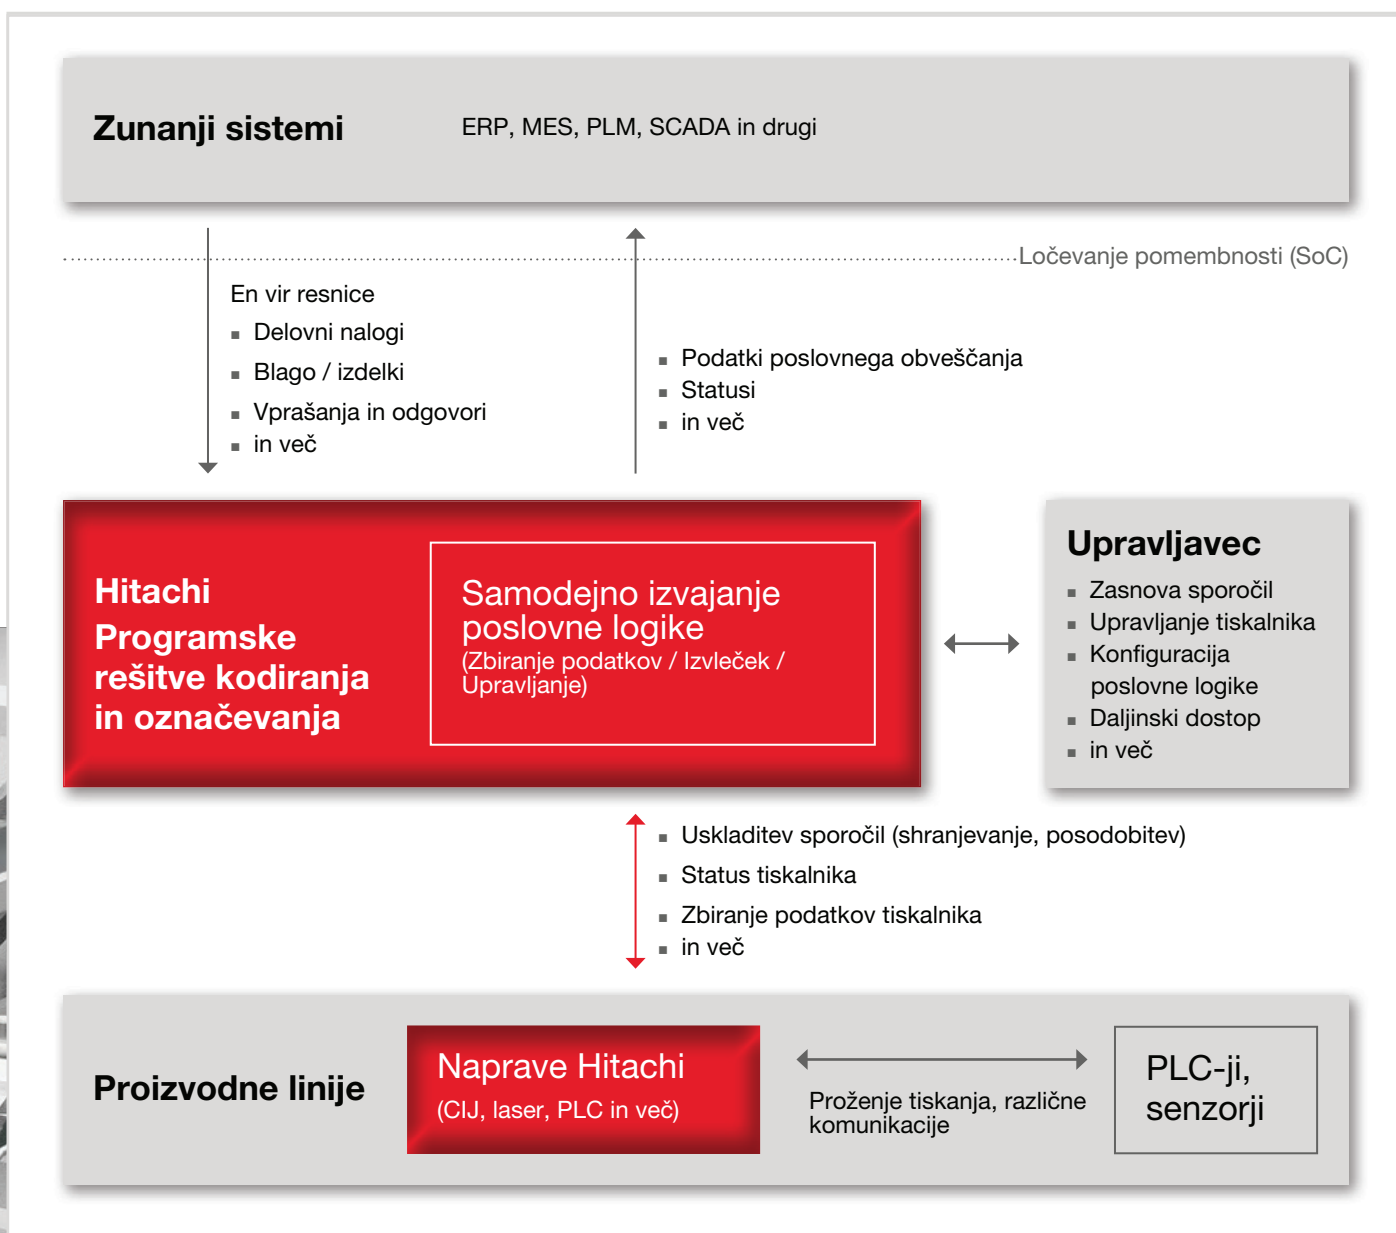 Zunanji sistemi
ERP, MES, PLM, SCADA in drugi
Ločevanje pomembnosti (SoC)
En vir resnice
Delovni nalogi
Blago / izdelki
Vprašanja in odgovori
in več
Podatki poslovnega obveščanja
Statusi
in več
Hitachi
Programske
rešitve kodiranja
in označevanja
Samodejno izvajanje
poslovne logike
(Zbiranje podatkov / Izvleček /
Upravljanje)
Upravljavec
Zasnova sporočil
Upravljanje tiskalnika
Konfiguracija
poslovne logike
Daljinski dostop
in več
Uskladitev sporočil (shranjevanje, posodobitev)
Status tiskalnika
Zbiranje podatkov tiskalnika
in več
Proizvodne linije
Naprave Hitachi
(CIJ, laser, PLC in več)
Proženje tiskanja, različne
komunikacije
PLC-ji,
senzorji